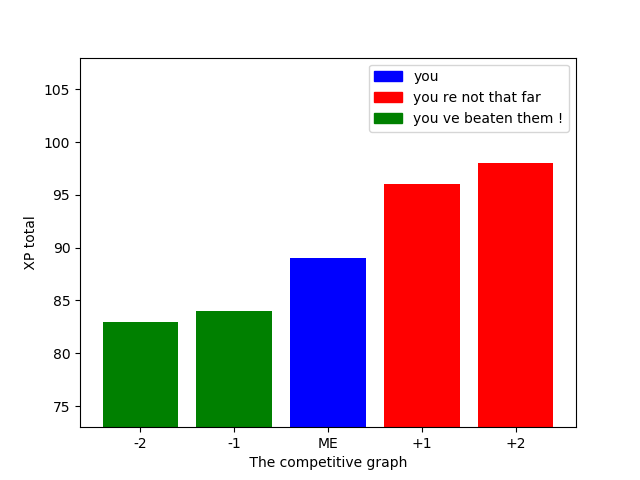 you
you re not that far
you ve beaten them !
105
100
95
90
85
80
75
XP total
-2 -1 ME +1 +2
The competitive graph